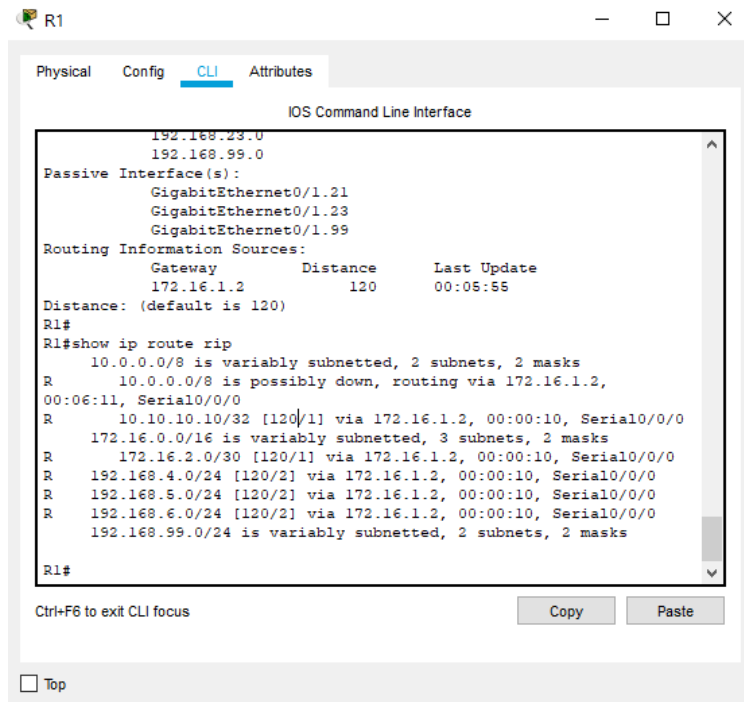 R1
Physical Config CLI Attributes
IOS Command Line Interface
192.168.23.0
192.168.99.0
Passive Interface(s):
GigabitEthernet0/1.21
GigabitEthernet0/1.23
GigabitEthernet0/1.99
Routing Information Sources:
Gateway Distance Last Update
172.16.1.2 120 00:05:55
Distance: (default is 120)
R1#
R1#show ip route rip
10.0.0.0/8 is variably subnetted, 2 subnets, 2 masks
R 10.0.0.0/8 is possibly down, routing via 172.16.1.2,
00:06:11, Serial0/0/0
R 10.10.10.10/32 [120/1] via 172.16.1.2, 00:00:10, Serial0/0/0
172.16.0.0/16 is variably subnetted, 3 subnets, 2 masks
R 172.16.2.0/30 [120/1] via 172.16.1.2, 00:00:10, Serial0/0/0
R 192.168.4.0/24 [120/2] via 172.16.1.2, 00:00:10, Serial0/0/0
R 192.168.5.0/24 [120/2] via 172.16.1.2, 00:00:10, Serial0/0/0
R 192.168.6.0/24 [120/2] via 172.16.1.2, 00:00:10, Serial0/0/0
192.168.99.0/24 is variably subnetted, 2 subnets, 2 masks
R1#
Ctrl+F6 to exit CLI focus
Copy Paste
Top